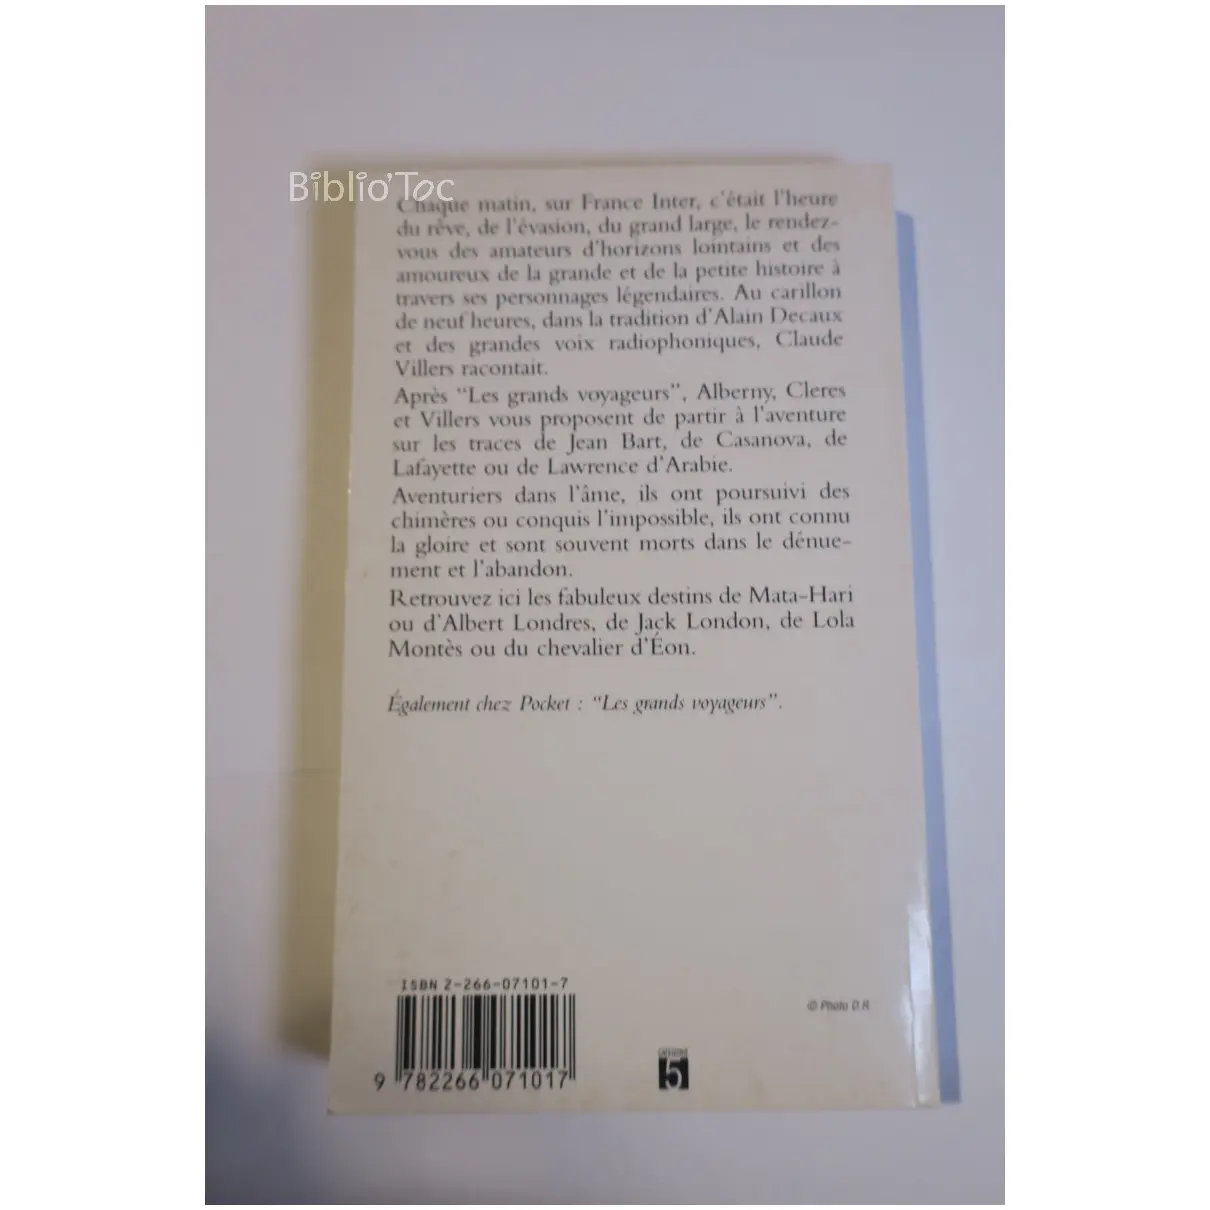 Biblio'Toc
Chaque matin, sur France Inter, c'était l'heure
du rêve, de l'évasion, du grand large, le rendez-
vous des amateurs d'horizons lointains et des
amoureux de la grande et de la petite histoire à
travers ses personnages légendaires. Au carillon
de neuf heures, dans la tradition d'Alain Decaux
et des grandes voix radiophoniques, Claude
Villers racontait.
Après “Les grands voyageurs”, Alberny, Cleres
et Villers vous proposent de partir à l'aventure
sur les traces de Jean Bart, de Casanova, de
Lafayette ou de Lawrence d'Arabie.
Aventuriers dans l'âme, ils ont poursuivi des
chimères ou conquis l'impossible, ils ont connu
la gloire et sont souvent morts dans le dénue-
ment et l'abandon.
Retrouvez ici les fabuleux destins de Mata-Hari
ou d'Albert Londres, de Jack London, de Lola
Montès ou du chevalier d'Éon.
Également chez Pocket : “Les grands voyageurs”.
ISBN 2-266-07101-7
© Photo D.R.
5
9 782266 071017